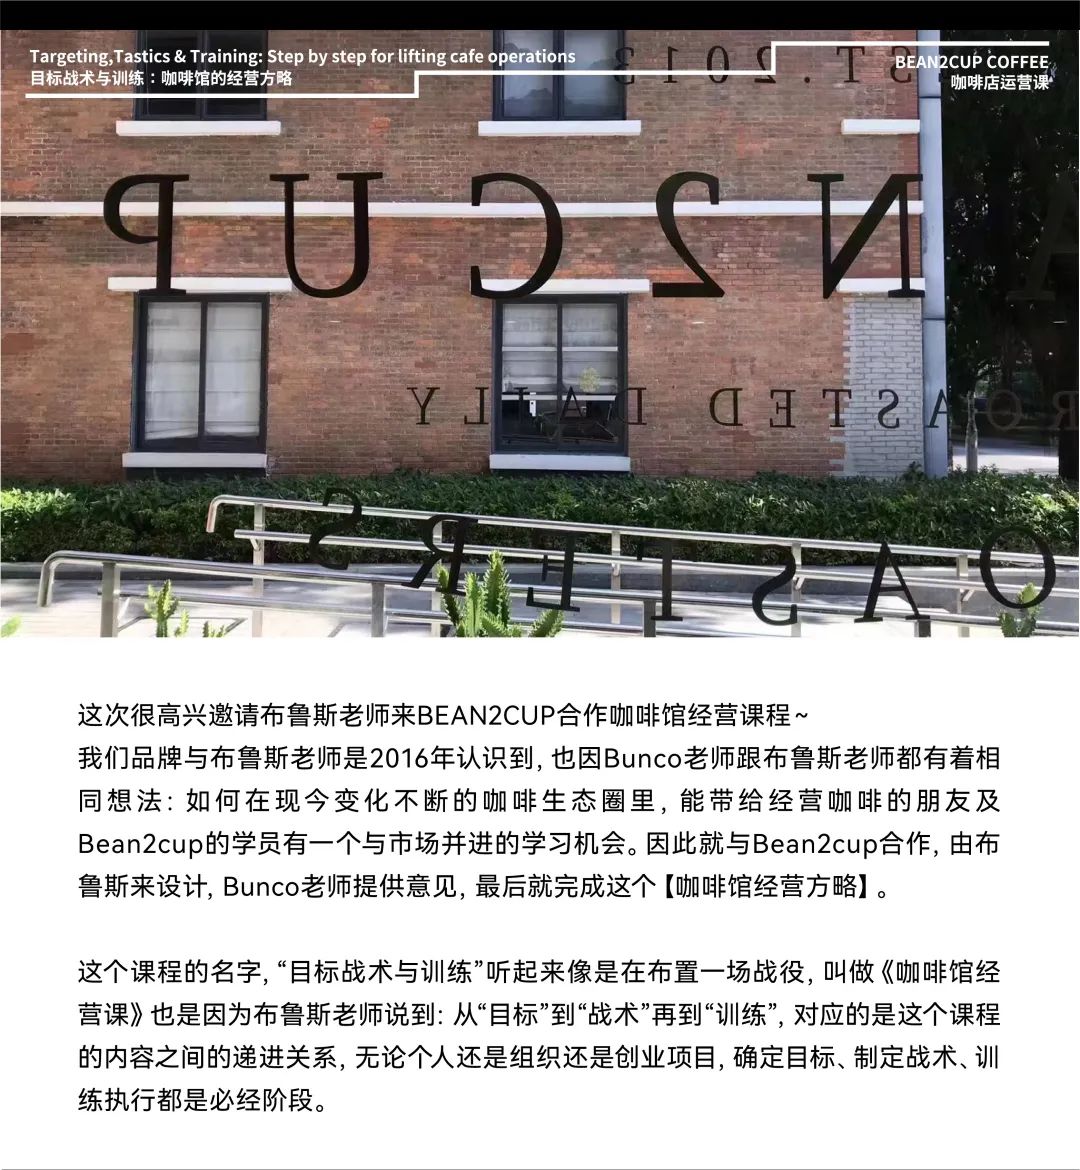 Targeting,Tastics & Training: Step by step for lifting cafe operations
目标战术与训练：咖啡馆的经营方略
BEAN2CUP COFFEE
咖啡店运营课
ST.2013
A N2CUP
ROASTED DAILY
OASTERS
这次很高兴邀请布鲁斯老师来BEAN2CUP合作咖啡馆经营课程~
我们品牌与布鲁斯老师是2016年认识到, 也因Bunco老师跟布鲁斯老师都有着相
同想法: 如何在现今变化不断的咖啡生态圈里, 能带给经营咖啡的朋友及
Bean2cup的学员有一个与市场并进的学习机会。因此就与Bean2cup合作, 由布
鲁斯来设计, Bunco老师提供意见, 最后就完成这个【咖啡馆经营方略】。
这个课程的名字, “目标战术与训练”听起来像是在布置一场战役, 叫做《咖啡馆经
营课》也是因为布鲁斯老师说到: 从“目标”到“战术”再到“训练”, 对应的是这个课程
的内容之间的递进关系, 无论个人还是组织还是创业项目, 确定目标、制定战术、训
练执行都是必经阶段。